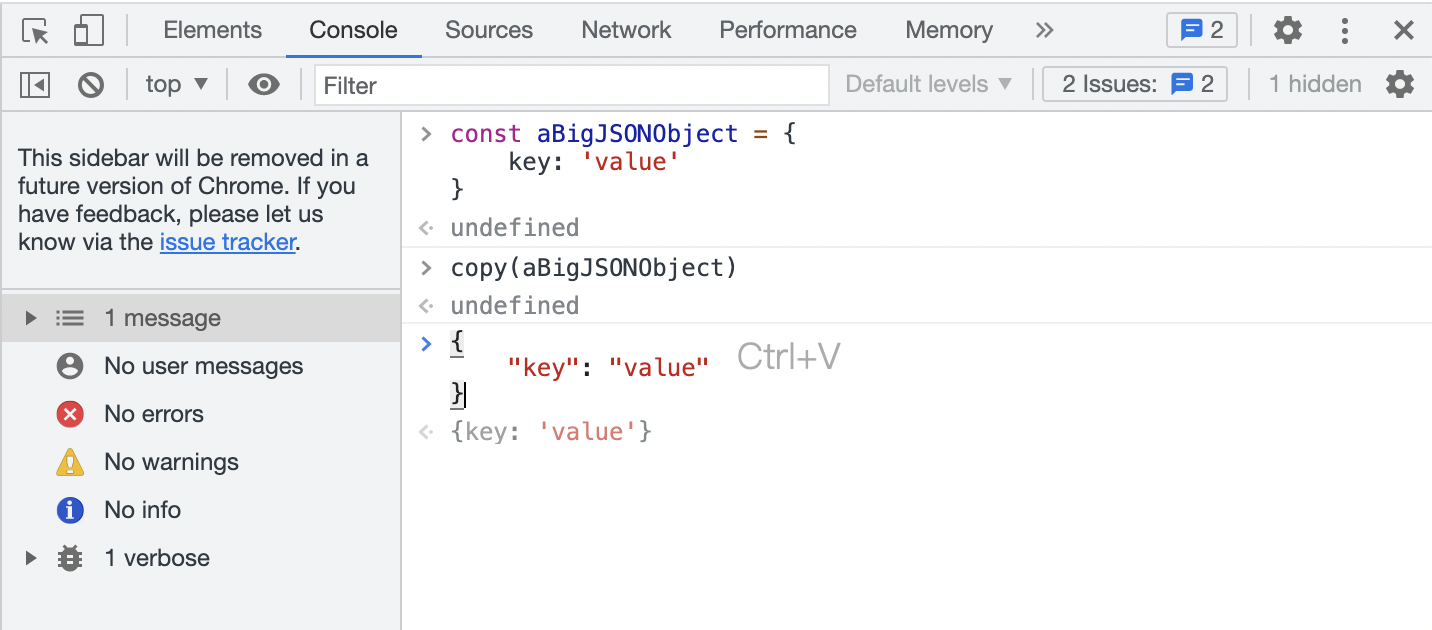 Elements Console Sources Network Performance Memory 2
top Filter Default levels 2 Issues: 2 1 hidden
This sidebar will be removed in a
future version of Chrome. If you
have feedback, please let us
know via the issue tracker.
1 message
No user messages
No errors
No warnings
No info
1 verbose
const aBigJSONObject = {
    key: 'value'
}
undefined
copy(aBigJSONObject)
undefined
{
    "key": "value" Ctrl+V
}
{key: 'value'}